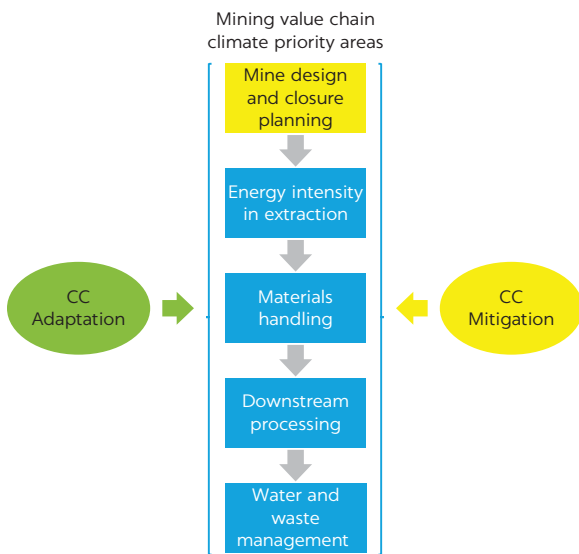 Mining value chain
climate priority areas
Mine design
and closure
planning
Energy intensity
in extraction
CC
Adaptation
Materials
handling
CC
Mitigation
Downstream
processing
Water and
waste
management